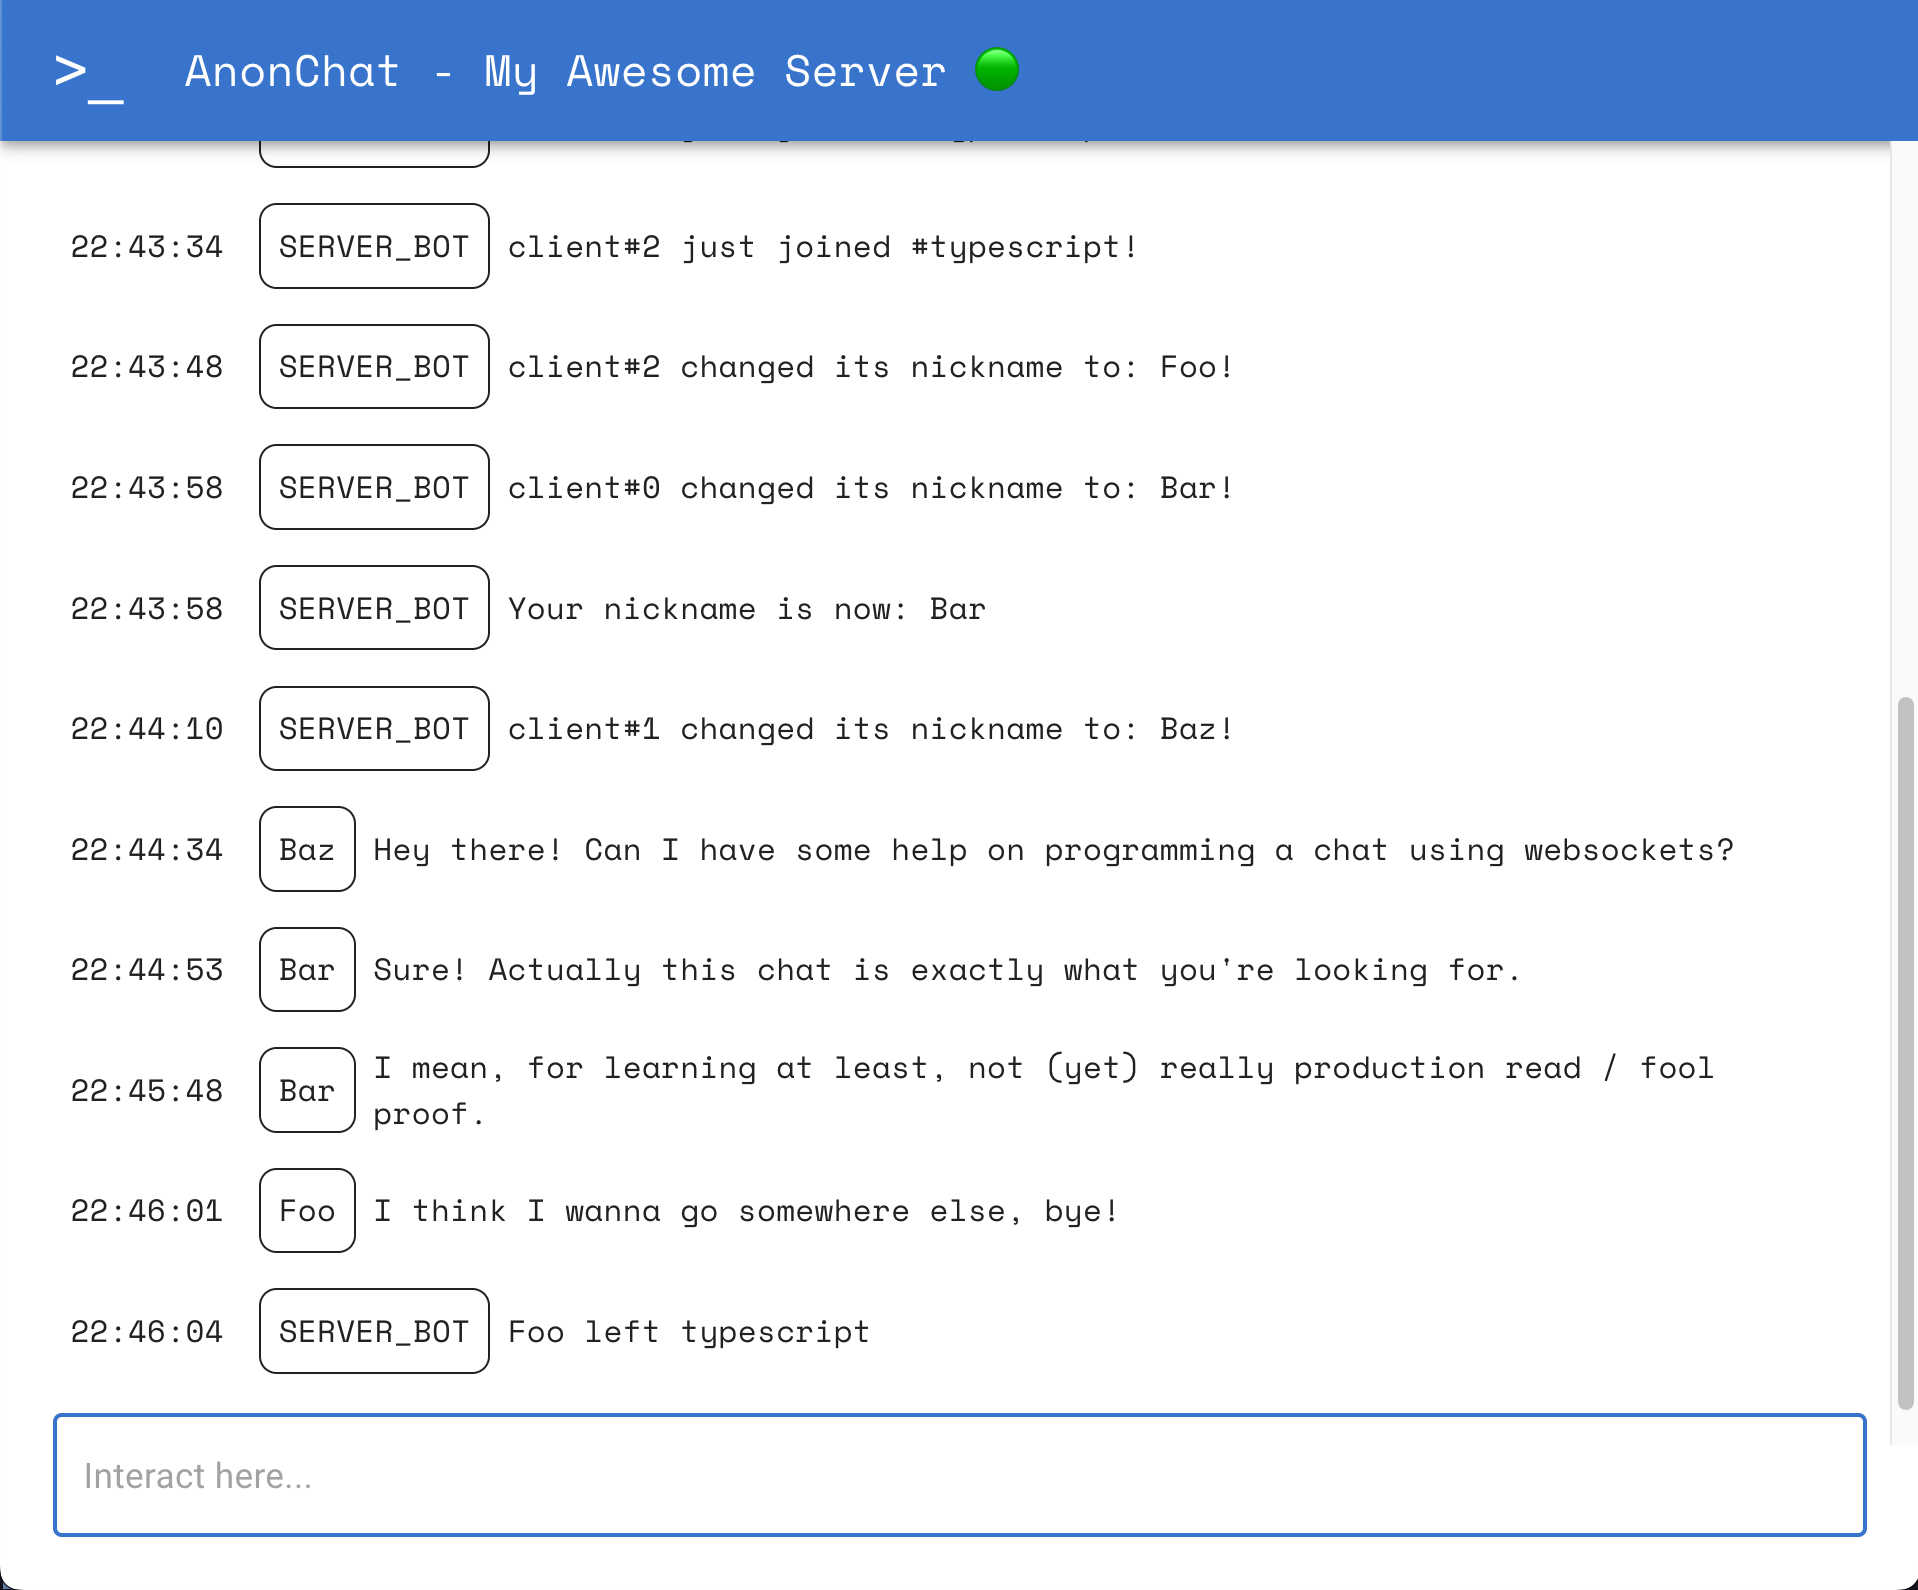 >_ AnonChat - My Awesome Server
22:43:34 SERVER_BOT client#2 just joined #typescript!
22:43:48 SERVER_BOT client#2 changed its nickname to: Foo!
22:43:58 SERVER_BOT client#0 changed its nickname to: Bar!
22:43:58 SERVER_BOT Your nickname is now: Bar
22:44:10 SERVER_BOT client#1 changed its nickname to: Baz!
22:44:34 Baz Hey there! Can I have some help on programming a chat using websockets?
22:44:53 Bar Sure! Actually this chat is exactly what you're looking for.
22:45:48 Bar I mean, for learning at least, not (yet) really production read / fool
proof.
22:46:01 Foo I think I wanna go somewhere else, bye!
22:46:04 SERVER_BOT Foo left typescript
Interact here...